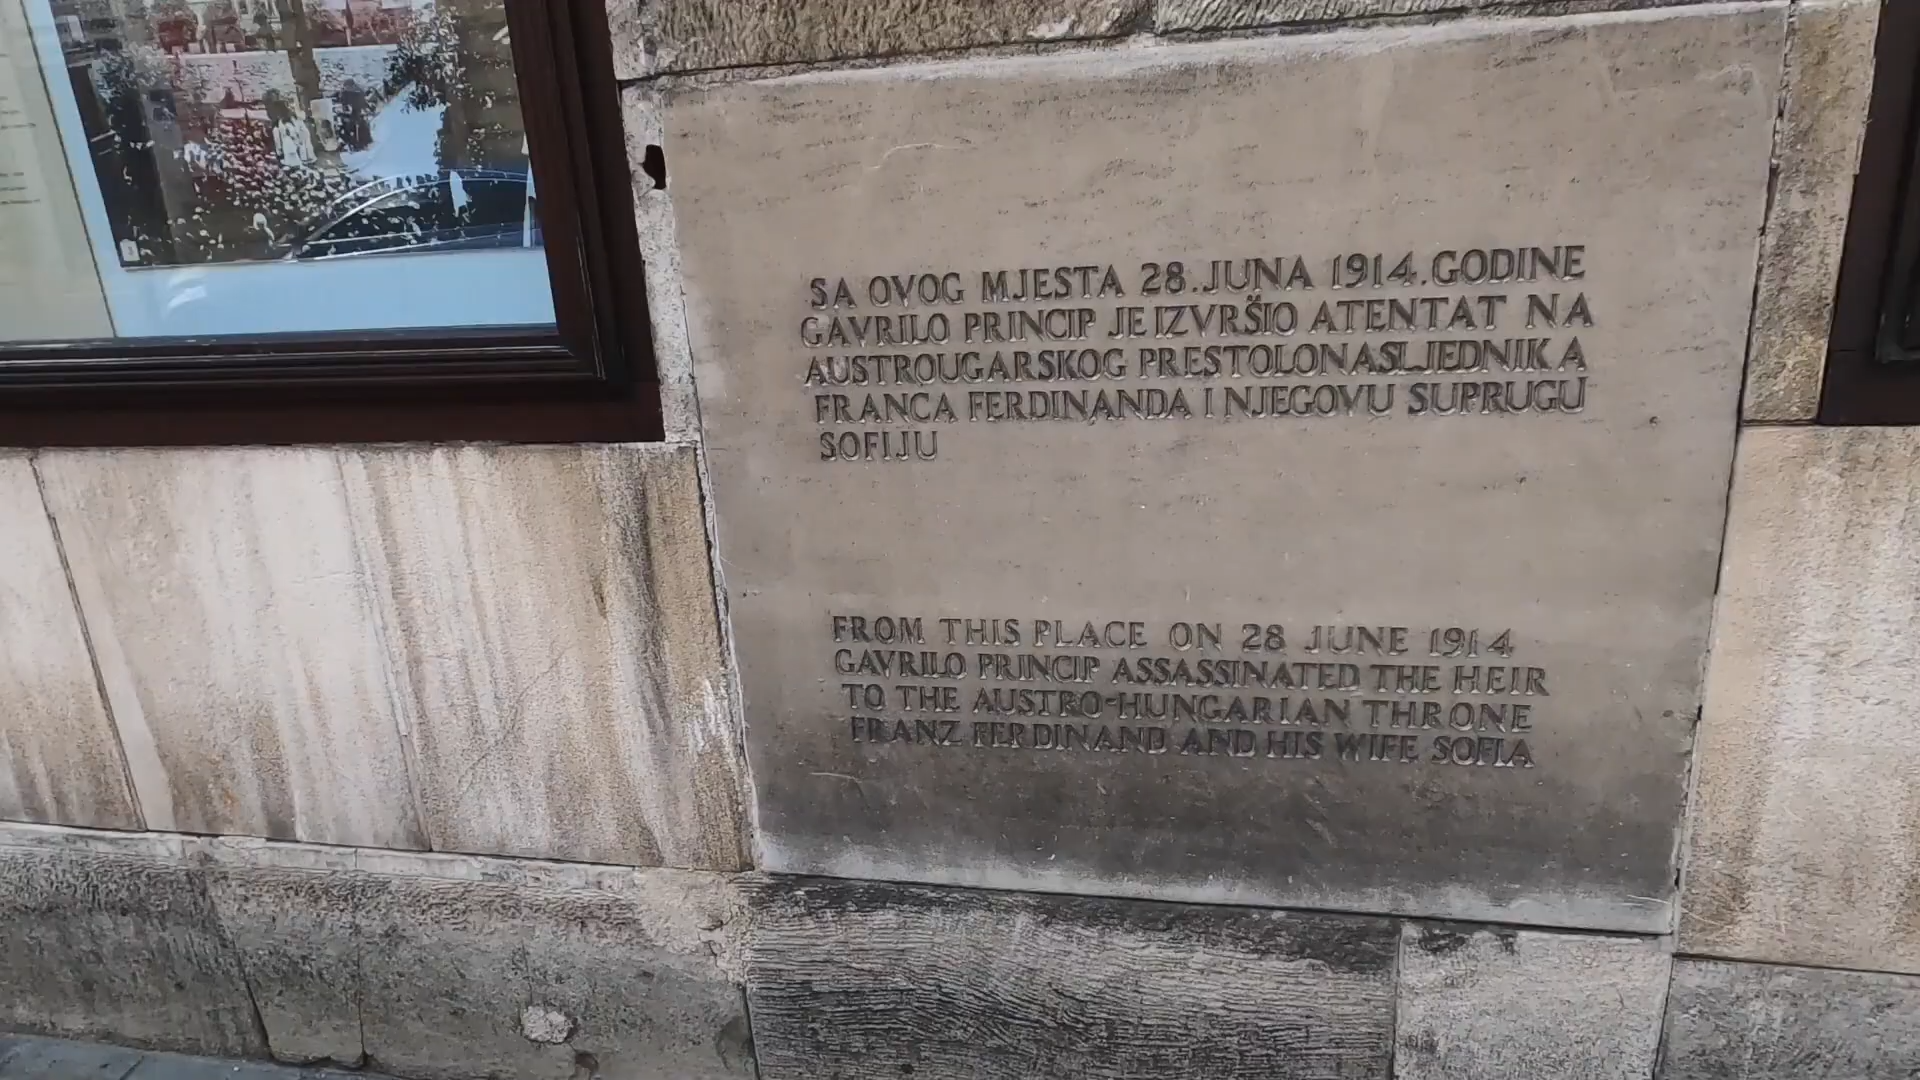 SA OVOG MJESTA 28. JUNA 1914. GODINE
GAVRILO PRINCIP JE IZVRŠIO ATENTAT NA
AUSTROUGARSKOG PRESTOLONASLJEDNIKA
FRANCA FERDINANDA I NJEGOVU SUPRUGU
SOFIJU
FROM THIS PLACE ON 28 JUNE 1914
GAVRILO PRINCIP ASSASSINATED THE HEIR
TO THE AUSTRO-HUNGARIAN THRONE
FRANZ FERDINAND AND HIS WIFE SOFIA